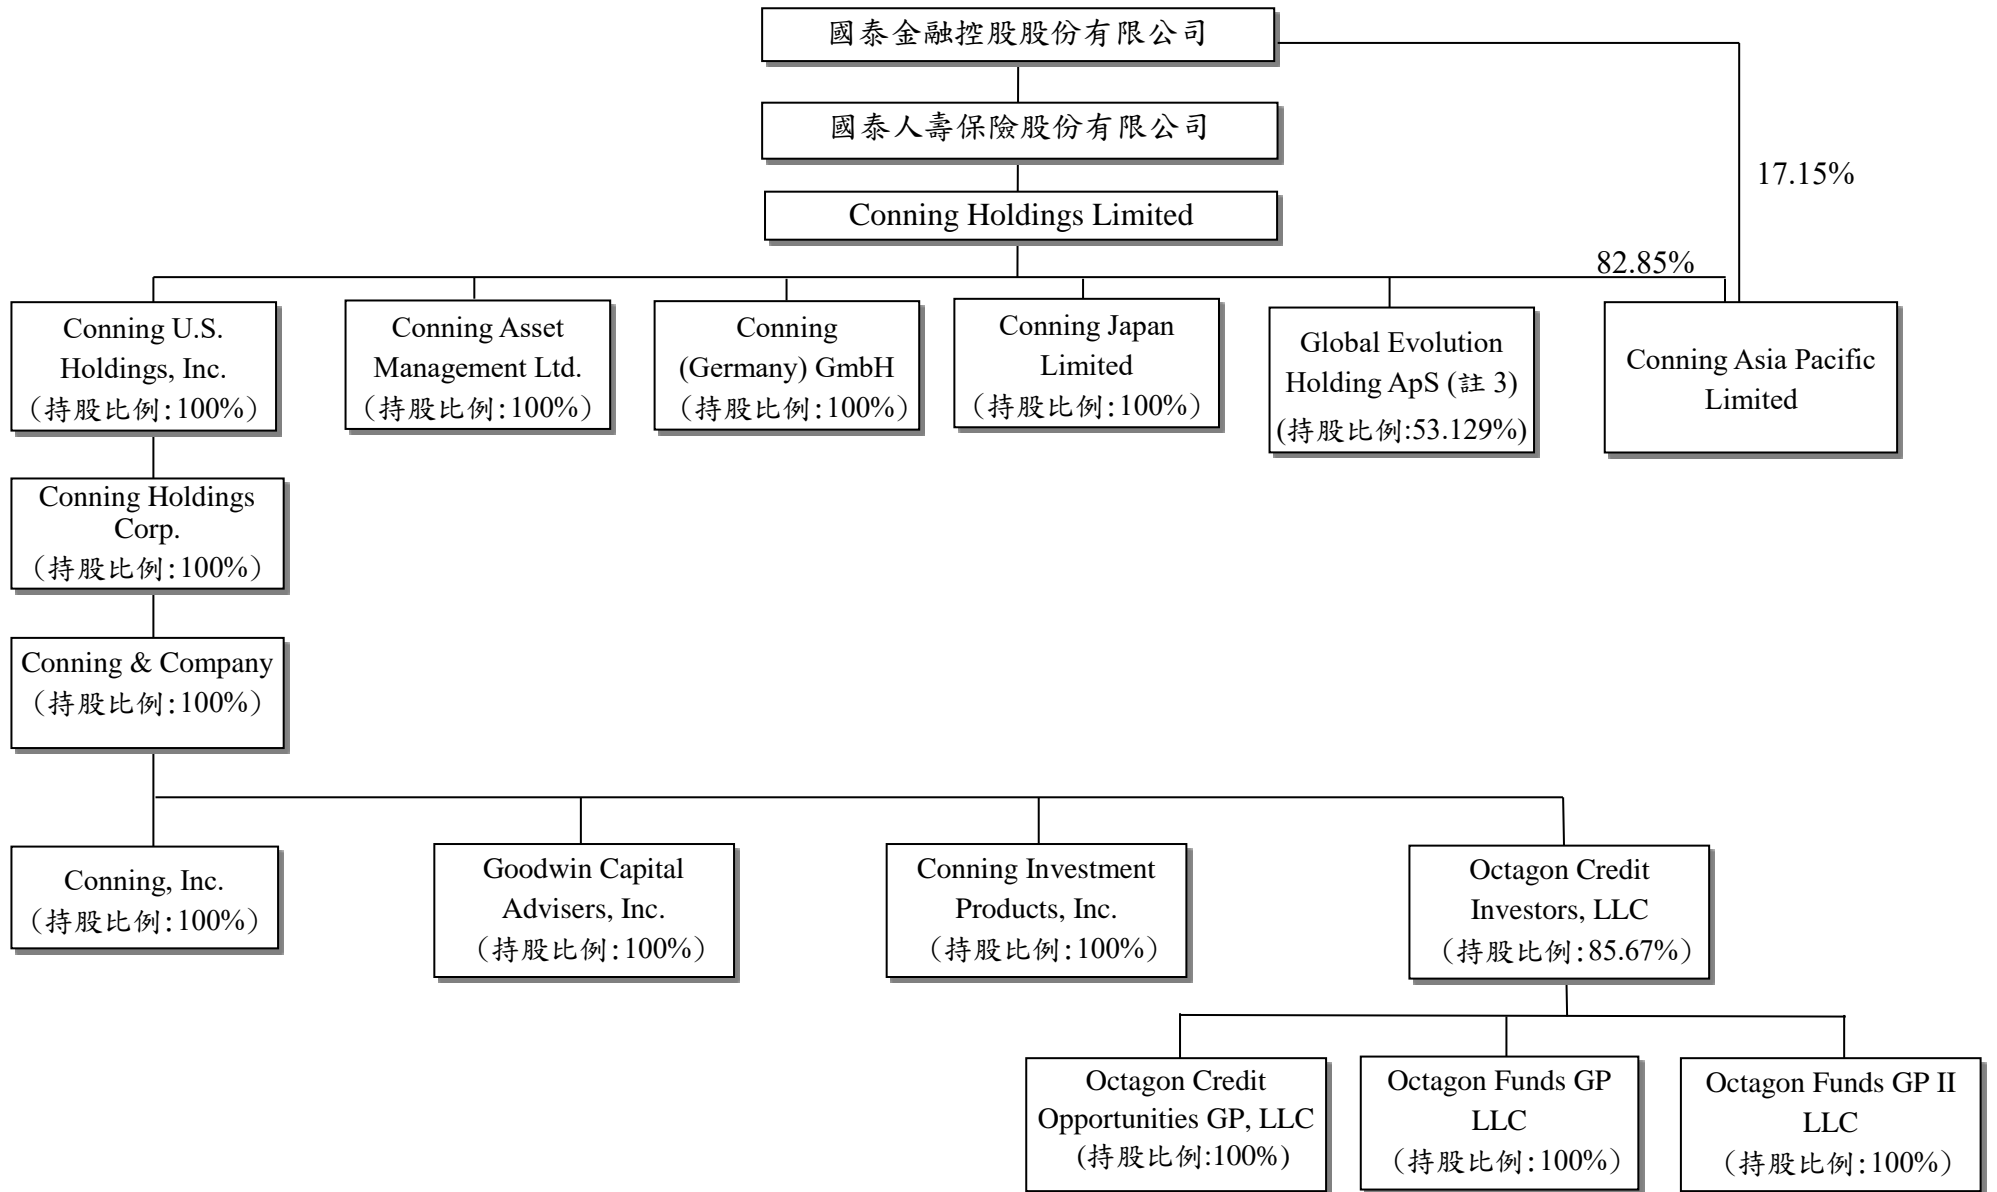 國泰金融控股股份有限公司
國泰人壽保險股份有限公司
17.15%
Conning Holdings Limited
82.85%
Conning U.S.
Holdings, Inc.
（持股比例:100%）
Conning Asset
Management Ltd.
（持股比例:100%）
Conning
(Germany) GmbH
（持股比例:100%）
Conning Japan
Limited
（持股比例:100%）
Global Evolution
Holding ApS (註 3)
(持股比例:53.129%)
Conning Asia Pacific
Limited
Conning Holdings
Corp.
（持股比例:100%）
Conning & Company
（持股比例:100%）
Conning, Inc.
（持股比例:100%）
Goodwin Capital
Advisers, Inc.
（持股比例:100%）
Conning Investment
Products, Inc.
（持股比例:100%）
Octagon Credit
Investors, LLC
（持股比例:85.67%）
Octagon Credit
Opportunities GP, LLC
(持股比例:100%)
Octagon Funds GP
LLC
（持股比例:100%）
Octagon Funds GP II
LLC
（持股比例:100%）